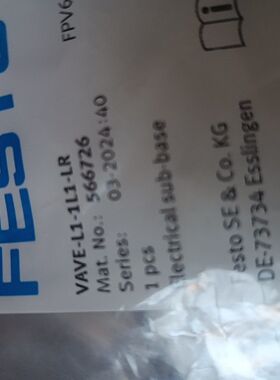 FESTO
VAVE-L1-1L1-LR
Mat. No.: 566726
Series: 03-2024:40
1 pcs
Electrical sub-base
FPV6
Festo SE & Co. KG
DE-73734 Esslingen